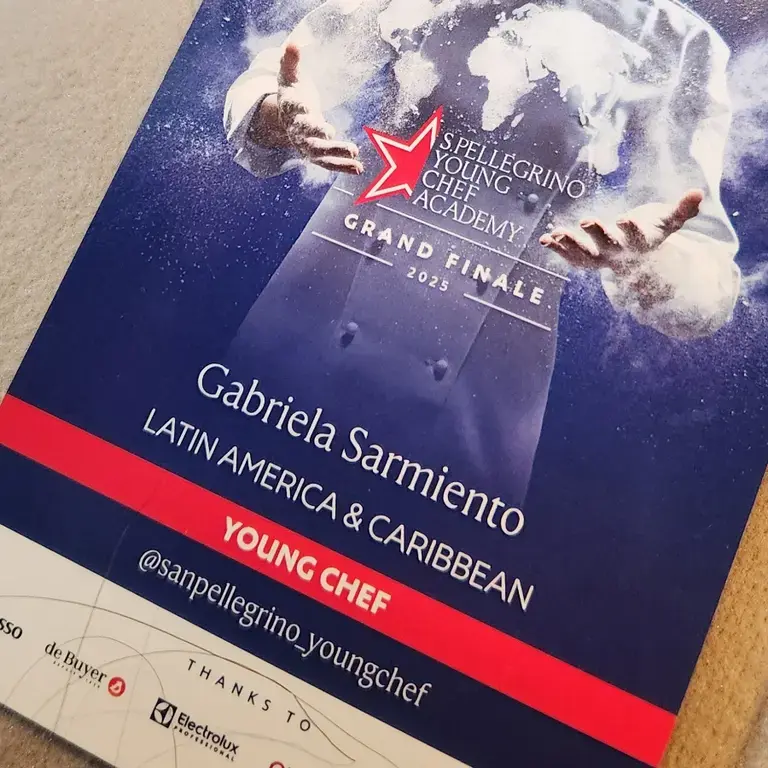 S.PELLEGRINO
YOUNG
CHEF
ACADEMY
GRAND FINALE
2025
Gabriela Sarmiento
LATIN AMERICA & CARIBBEAN
YOUNG CHEF
@sanpellegrino_youngchef
THANKS TO
de Buyer
Electrolux
PROFESSIONAL